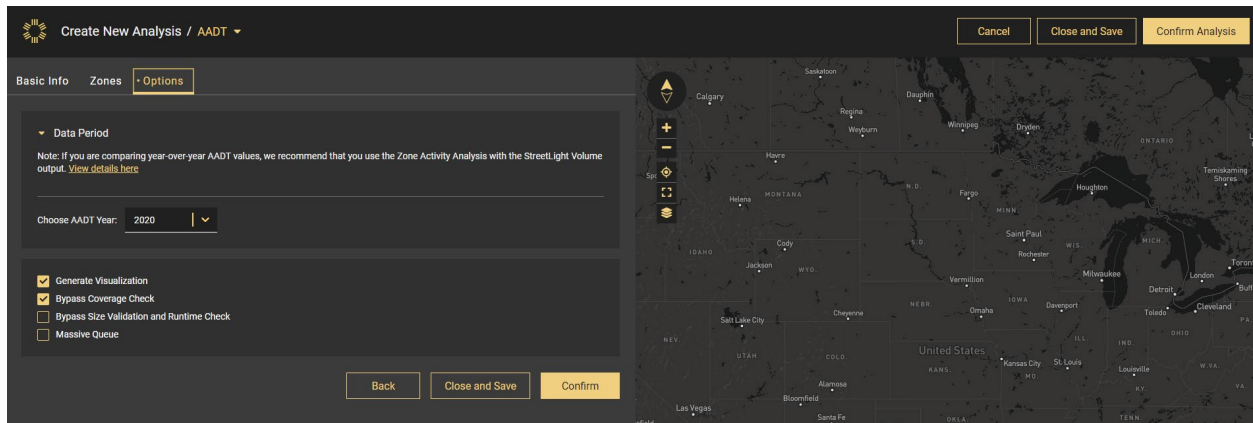 Create New Analysis / AADT
Cancel
Close and Save
Confirm Analysis
Basic Info
Zones
Options
Data Period
Note: If you are comparing year-over-year AADT values, we recommend that you use the Zone Activity Analysis with the StreetLight Volume
output. View details here
Choose AADT Year: 2020
Generate Visualization
Bypass Coverage Check
Bypass Size Validation and Runtime Check
Massive Queue
Back
Close and Save
Confirm
Saskatoon
Calgary
Dauphin
Regina
Weyburn
Winnipeg
Dryden
ONTARIO
Havre
Temiskaming
Shores
Helena
MONTANA
N.D.
Fargo
Houghton
MINN.
Saint Paul
WIS.
MICH.
Cody
S.D.
Rochester
IDAHO
Jackson
WYO.
Vermillion
Milwaukee
London
Detroit
NEBR.
IOWA
Omaha
Davenport
Toledo
Cleveland
Salt Lake City
Cheyenne
PA.
NEV.
UTAH
COLO.
United States
ILL.
IND.
OHIO
KANS.
Kansas City
MO.
St. Louis
Louisville
W.VA.
KY.
VA.
Alamosa
Bloomfield
Las Vegas
Santa Fe
OKLA.
TENN.